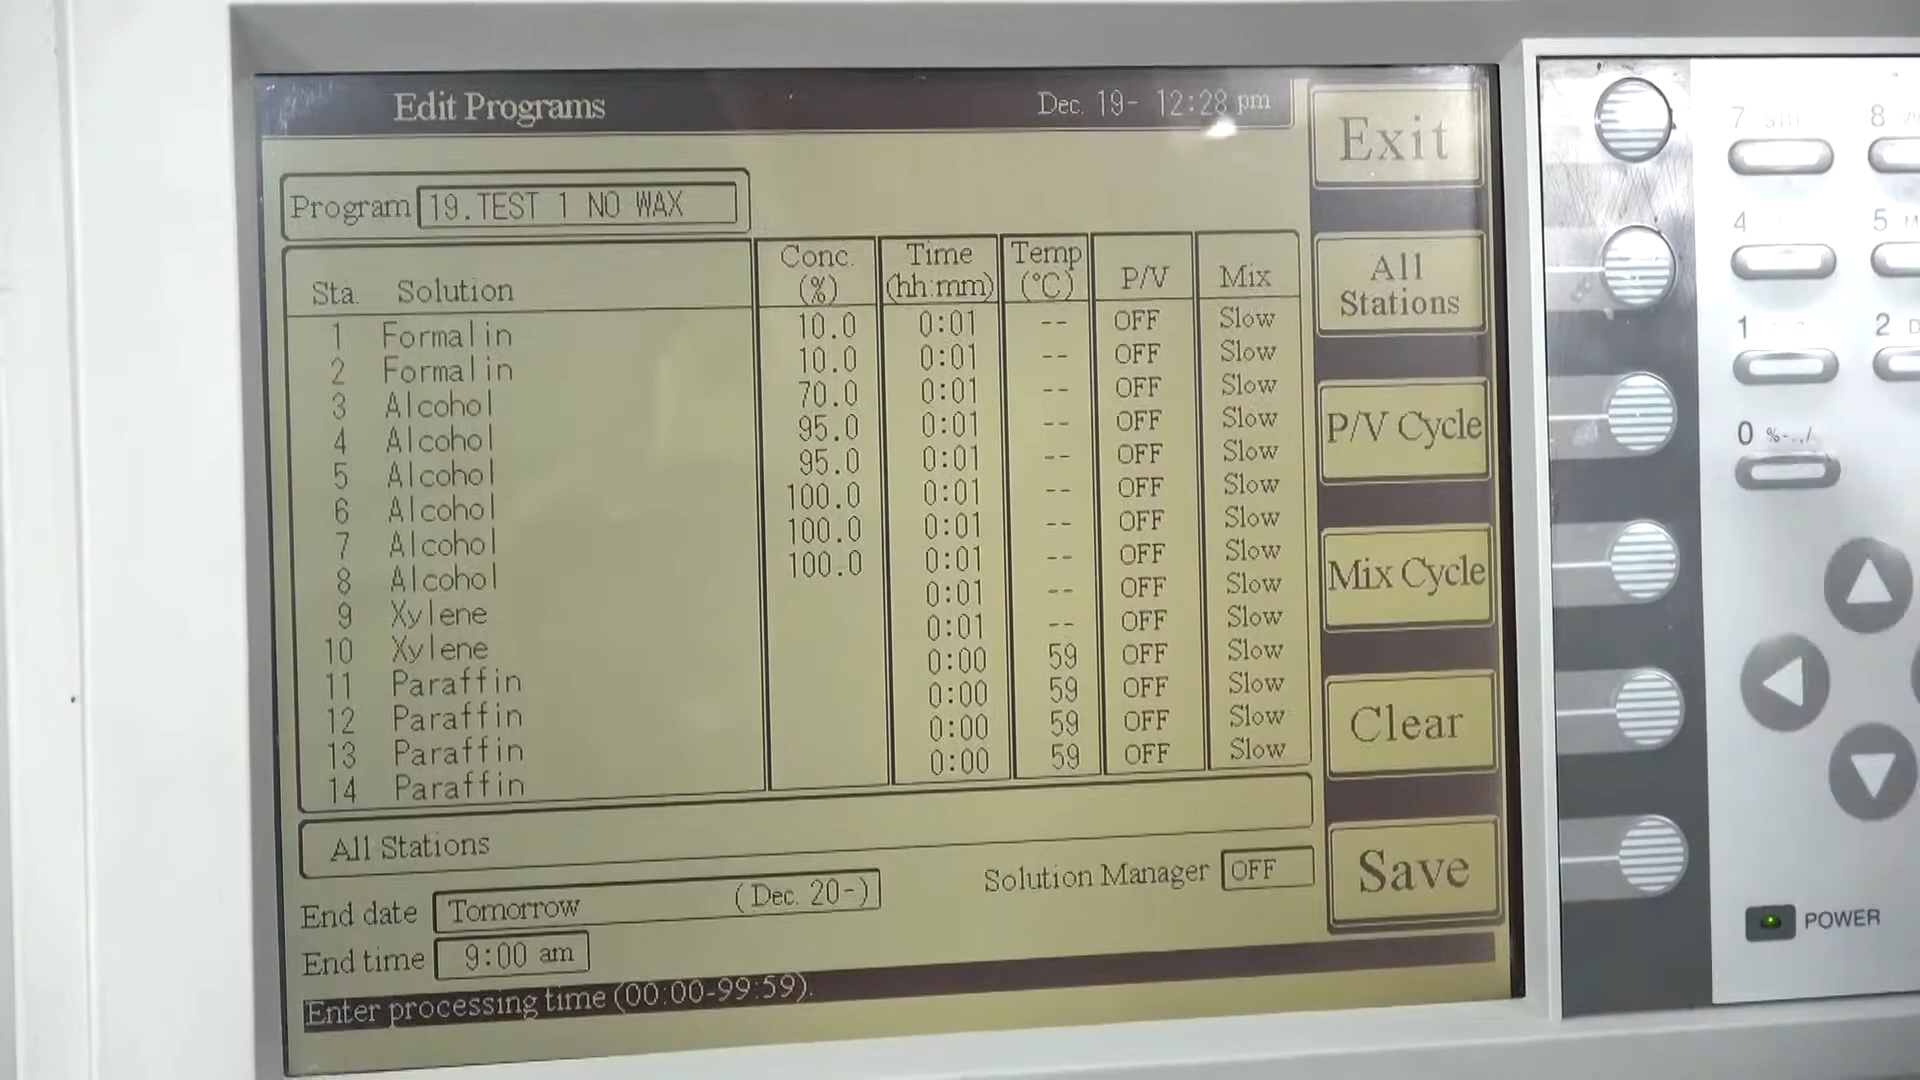 Edit Programs Dec. 19- 12:28 pm
Program 19.TEST 1 NO WAX
Sta. Solution Conc. (%) Time (hh:mm) Temp (°C) P/V Mix
1 Formalin 10.0 0:01 -- OFF Slow
2 Formalin 10.0 0:01 -- OFF Slow
3 Alcohol 70.0 0:01 -- OFF Slow
4 Alcohol 95.0 0:01 -- OFF Slow
5 Alcohol 95.0 0:01 -- OFF Slow
6 Alcohol 100.0 0:01 -- OFF Slow
7 Alcohol 100.0 0:01 -- OFF Slow
8 Alcohol 100.0 0:01 -- OFF Slow
9 Xylene 0:01 -- OFF Slow
10 Xylene 0:01 -- OFF Slow
11 Paraffin 0:00 59 OFF Slow
12 Paraffin 0:00 59 OFF Slow
13 Paraffin 0:00 59 OFF Slow
14 Paraffin 0:00 59 OFF Slow
All Stations
End date Tomorrow (Dec. 20-)
Solution Manager OFF
End time 9:00 am
Enter processing time (00:00-99:59).
Exit
All
Stations
P/V Cycle
Mix Cycle
Clear
Save
7 8
4 5
1 2
0 %-.,/
POWER